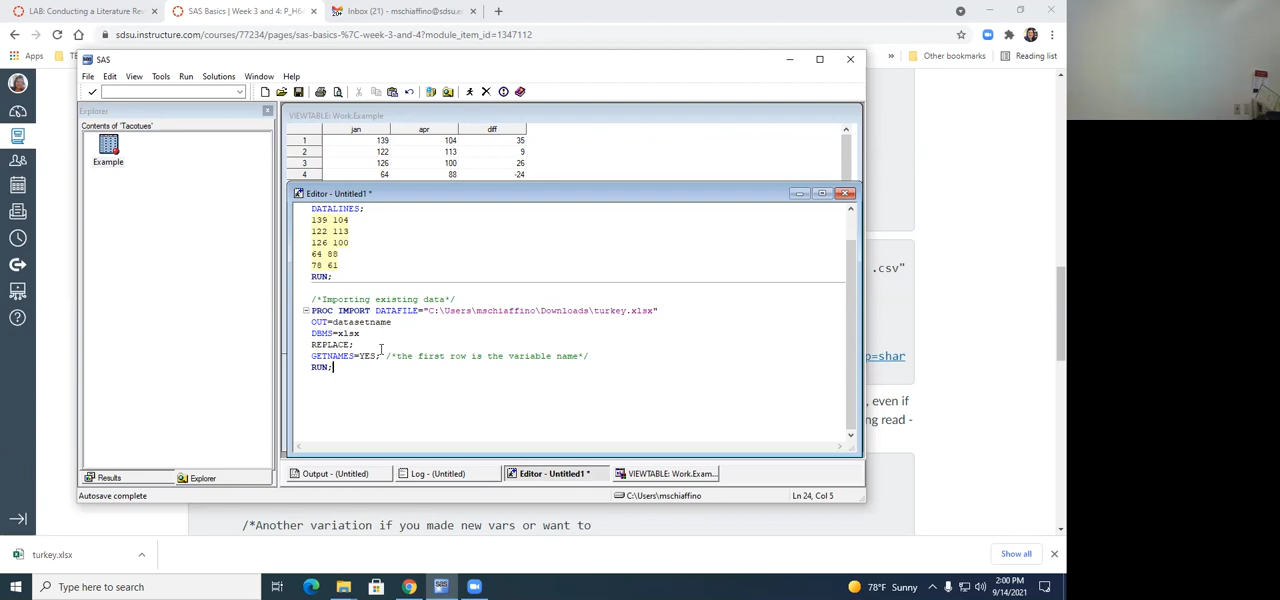 LAB: Conducting a Literature Re
SAS Basics | Week 3 and 4: P_H6
Inbox (21) - mschiaffino@sdsu.e
sdsu.instructure.com/courses/77234/pages/sas-basics-%7C-week-3-and-4?module_item_id=1347112
Apps
TE
Other bookmarks
Reading list
SAS
File Edit View Tools Run Solutions Window Help
Explorer
Contents of 'Tacotues'
Example
VIEWTABLE: Work.Example
jan apr dff
1 139 104 35
2 122 113 9
3 126 100 26
4 64 88 -24
Editor - Untitled1 *
DATALINES;
139 104
122 113
126 100
64 88
78 61
RUN;
/*Importing existing data*/
PROC IMPORT DATAFILE="C:\Users\mschiaffino\Downloads\turkey.xlsx"
OUT=datasetname
DBMS=xlsx
REPLACE;
GETNAMES=YES; /*the first row is the variable name*/
RUN;
.csv"
p=shar
, even if
ng read -
Results
Explorer
Output - (Untitled)
Log - (Untitled)
Editor - Untitled1 *
VIEWTABLE: Work.Exam...
Autosave complete
C:\Users\mschiaffino
Ln 24, Col 5
/*Another variation if you made new vars or want to
turkey.xlsx
Show all
Type here to search
78°F Sunny
2:00 PM
9/14/2021